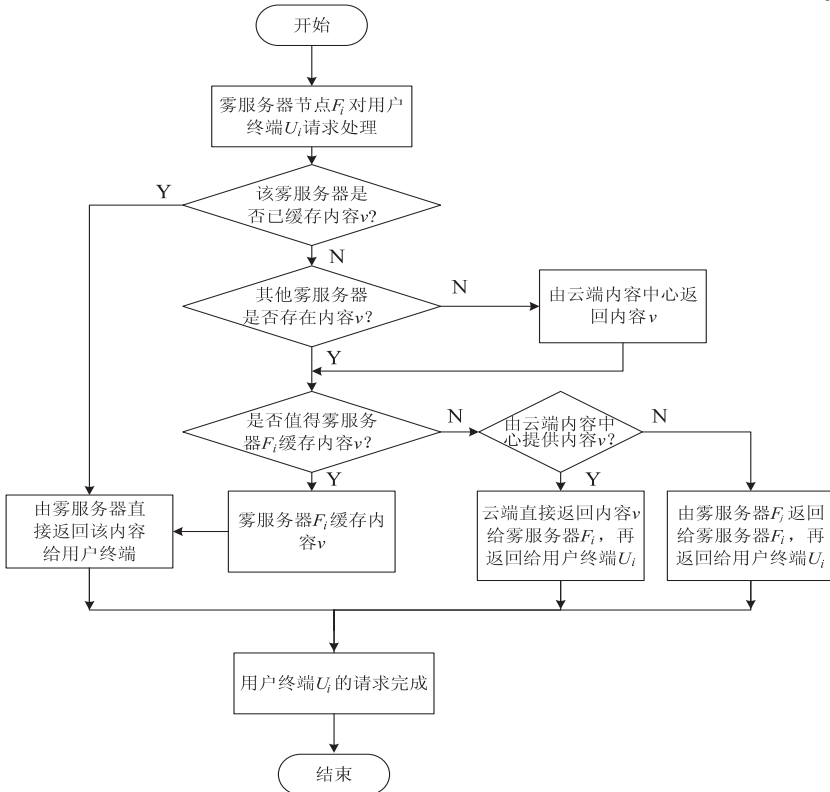 开始
雾服务器节点Fi对用户
终端Ui请求处理
Y
该雾服务器是
否已缓存内容v?
N
其他雾服务器
是否存在内容v?
N
由云端内容中心返
回内容v
Y
是否值得雾服务
器Fi缓存内容v?
N
由云端内容中
心提供内容v?
N
Y
Y
由雾服务器直
接返回该内容
给用户终端
雾服务器Fi缓存内
容v
云端直接返回内容v
给雾服务器Fi，再
返回给用户终端Ui
由雾服务器Fj返回
给雾服务器Fi，再
返回给用户终端Ui
用户终端Ui的请求完成
结束